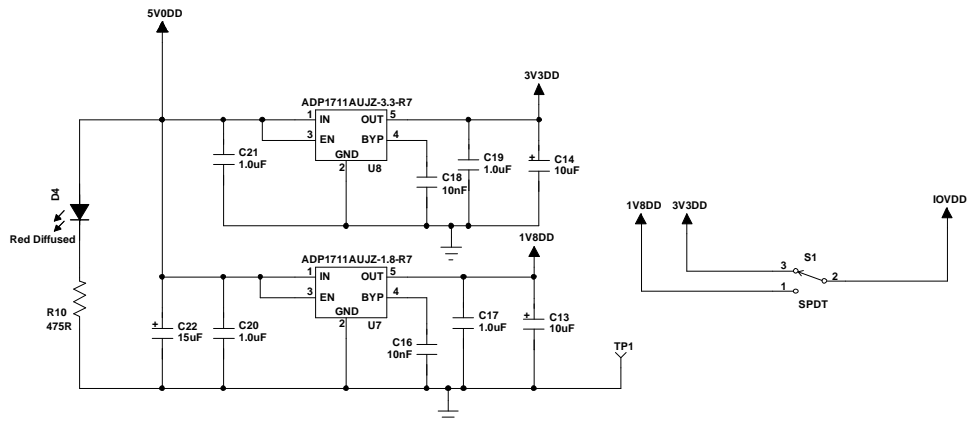 5V0DD
3V3DD
ADP1711AUJZ-3.3-R7
1 IN OUT 5
3 EN BYP 4
GND
2
U8
C21
1.0uF
C18
10nF
C19
1.0uF
+ C14
10uF
D4
Red Diffused
1V8DD
ADP1711AUJZ-1.8-R7
1 IN OUT 5
3 EN BYP 4
GND
2
U7
R10
475R
+ C22
15uF
C20
1.0uF
C16
10nF
C17
1.0uF
+ C13
10uF
TP1
1V8DD
3V3DD
IOVDD
S1
3
2
1
SPDT